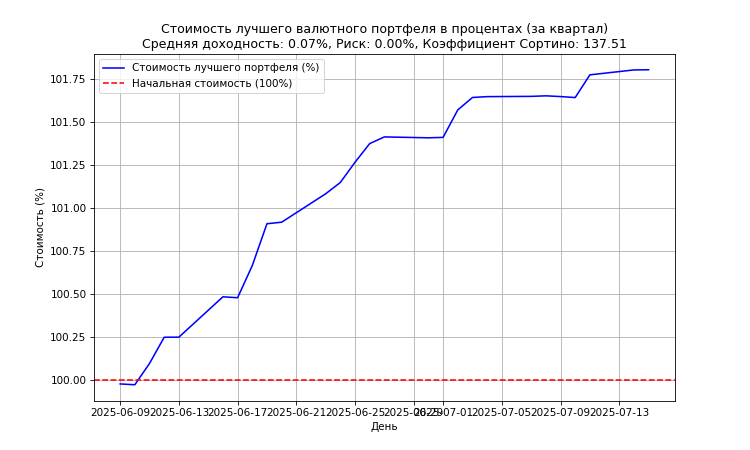 Стоимость лучшего валютного портфеля в процентах (за квартал)
Средняя доходность: 0.07%, Риск: 0.00%, Коэффициент Сортино: 137.51
Стоимость лучшего портфеля (%)
Начальная стоимость (100%)
Стоимость (%)
101.75
101.50
101.25
101.00
100.75
100.50
100.25
100.00
2025-06-09 2025-06-13 2025-06-17 2025-06-21 2025-06-25 2025-06-29 2025-07-01 2025-07-05 2025-07-09 2025-07-13
День